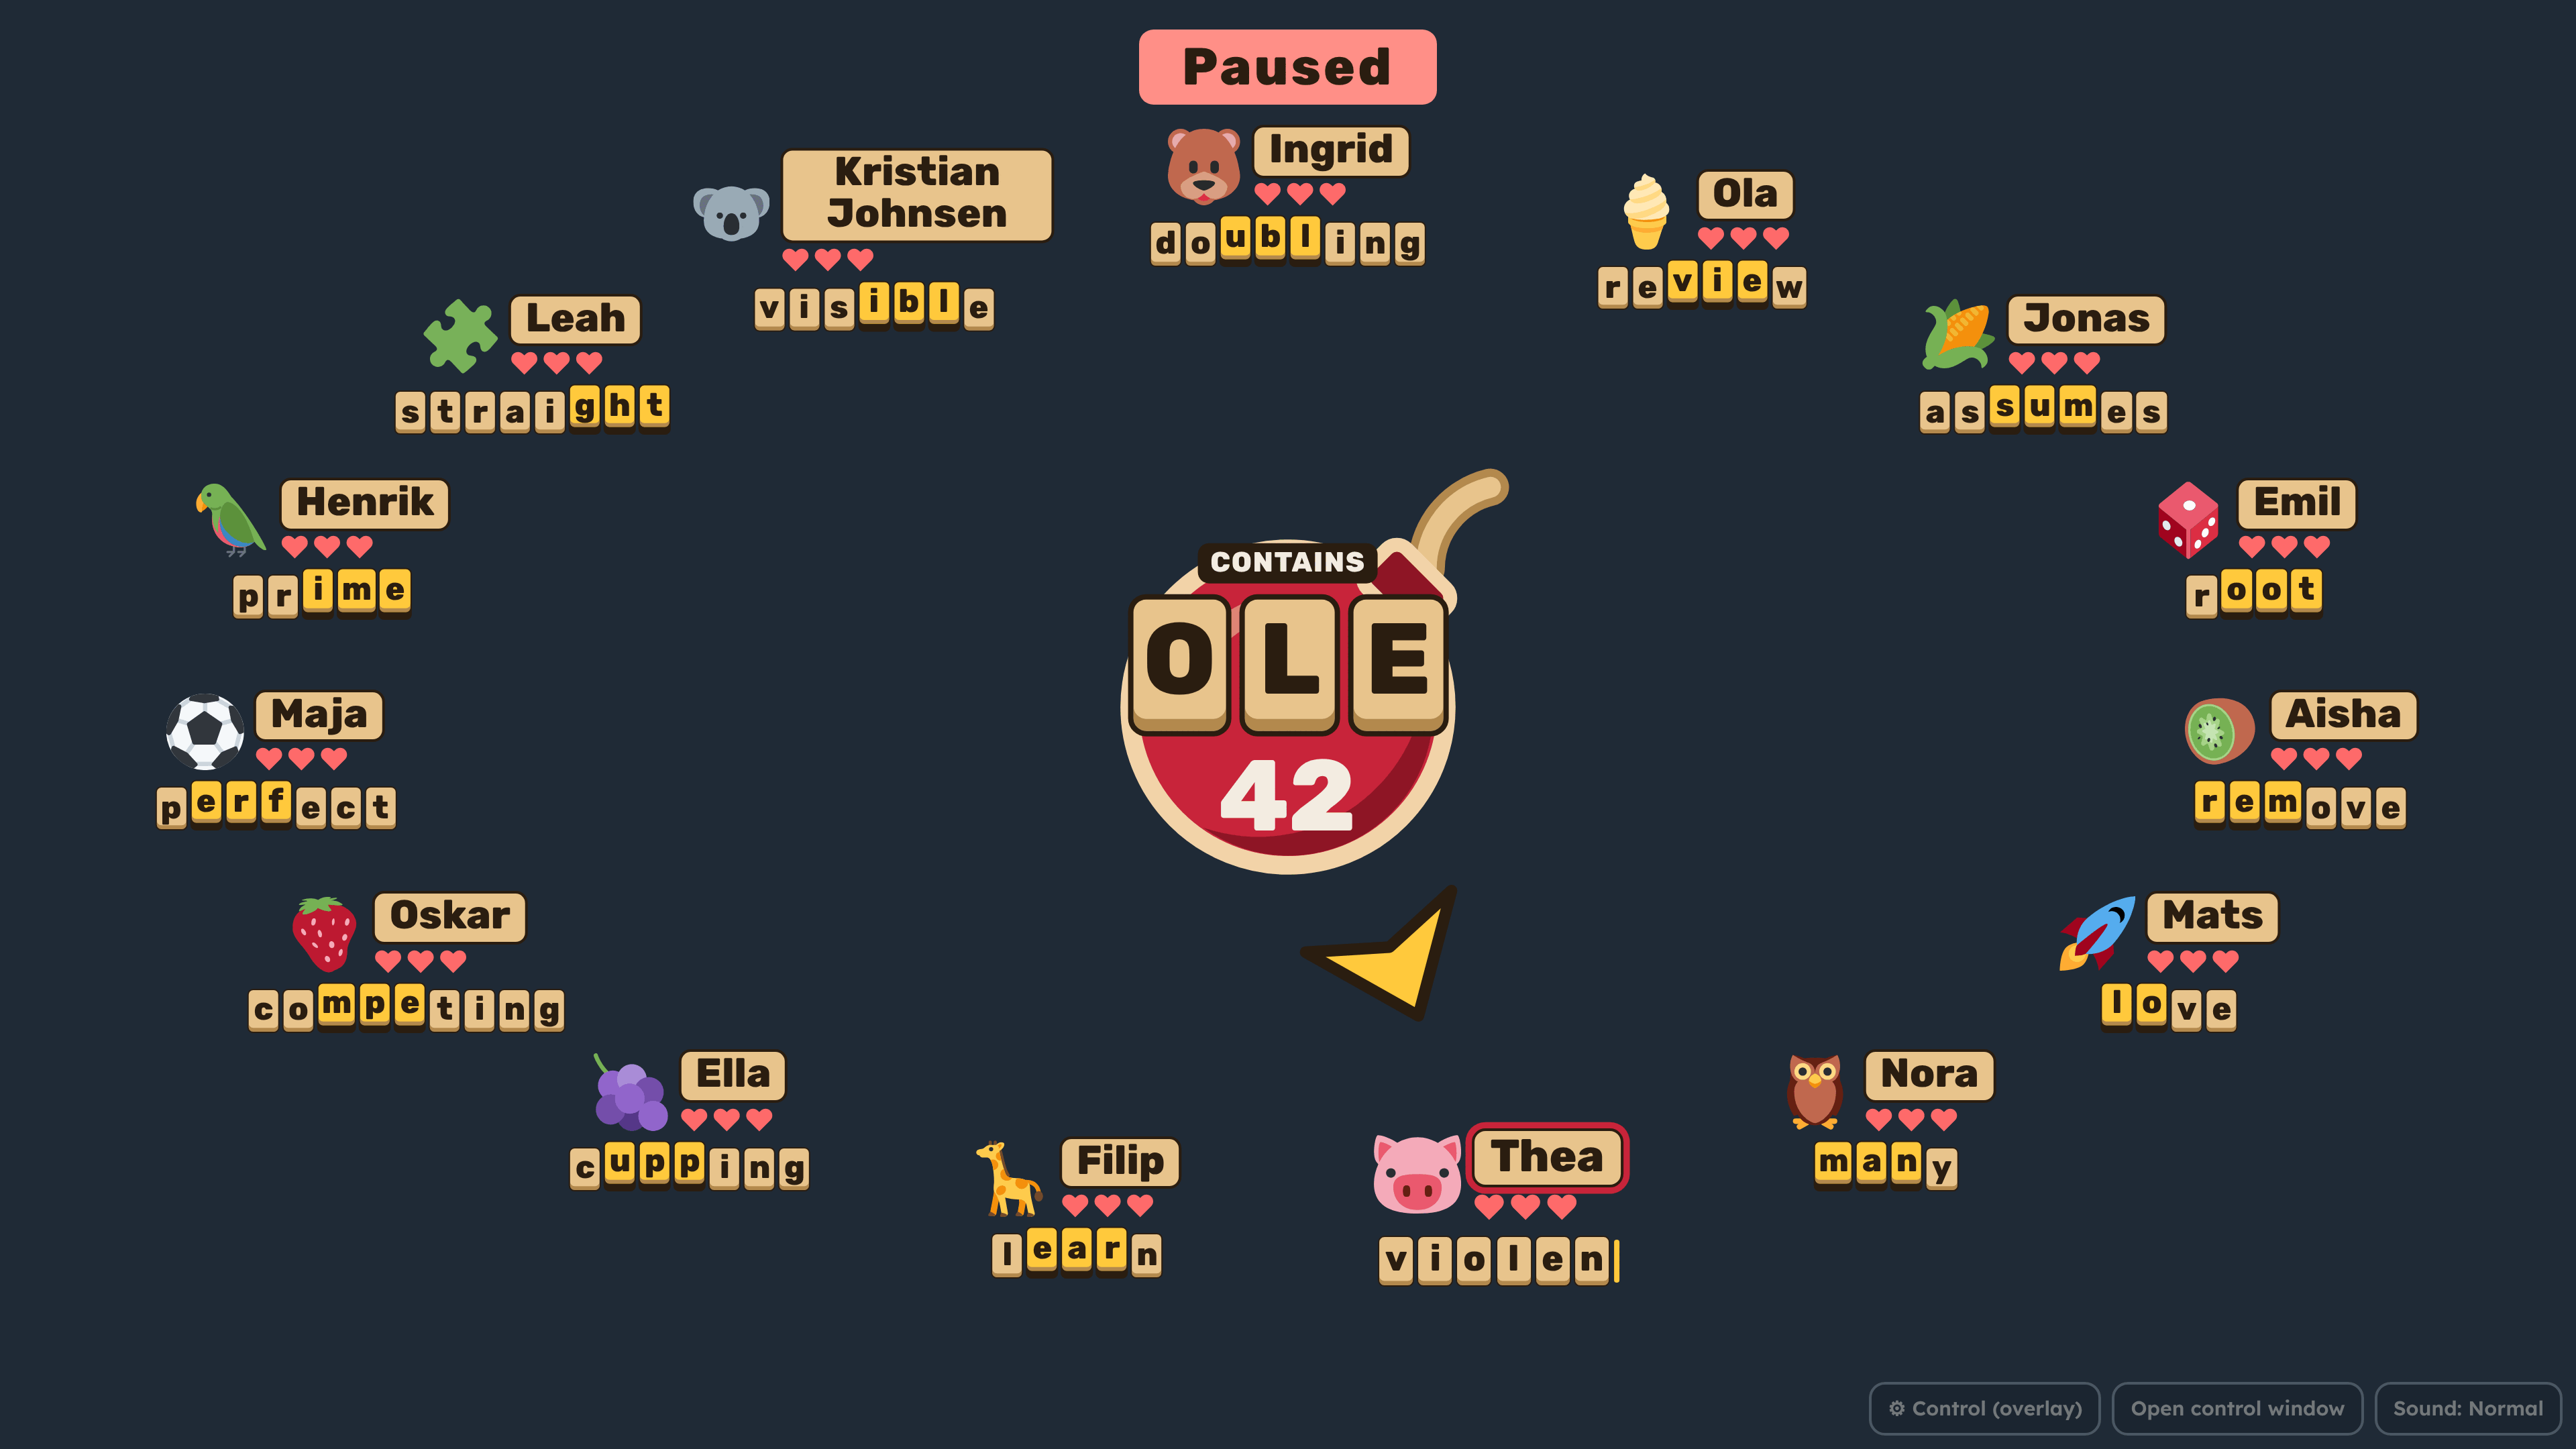 Paused
Ingrid
doubling
Kristian
Johnsen
visible
Ola
review
Leah
straight
Jonas
assumes
Henrik
prime
Emil
root
CONTAINS
OLE
42
Maja
perfect
Aisha
remove
Oskar
competing
Mats
love
Ella
cupping
Nora
many
Filip
learn
Thea
violen
⚙ Control (overlay)
Open control window
Sound: Normal